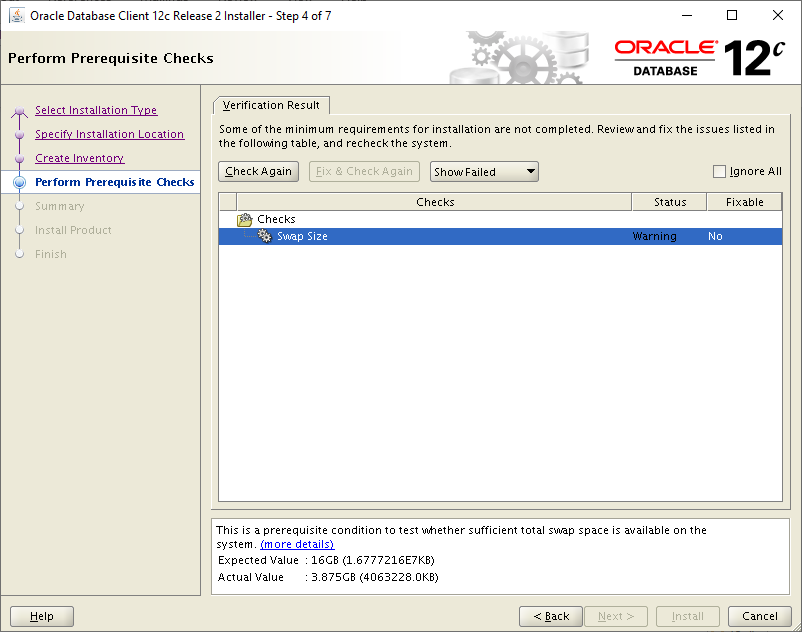 Oracle Database Client 12c Release 2 Installer - Step 4 of 7
Perform Prerequisite Checks
ORACLE®
DATABASE
12c
Select Installation Type
Specify Installation Location
Create Inventory
Perform Prerequisite Checks
Summary
Install Product
Finish
Verification Result
Some of the minimum requirements for installation are not completed. Review and fix the issues listed in
the following table, and recheck the system.
Check Again
Fix & Check Again
Show Failed
Ignore All
Checks Status Fixable
Checks
Swap Size Warning No
This is a prerequisite condition to test whether sufficient total swap space is available on the
system. (more details)
Expected Value : 16GB (1.6777216E7KB)
Actual Value : 3.875GB (4063228.0KB)
Help
< Back
Next >
Install
Cancel